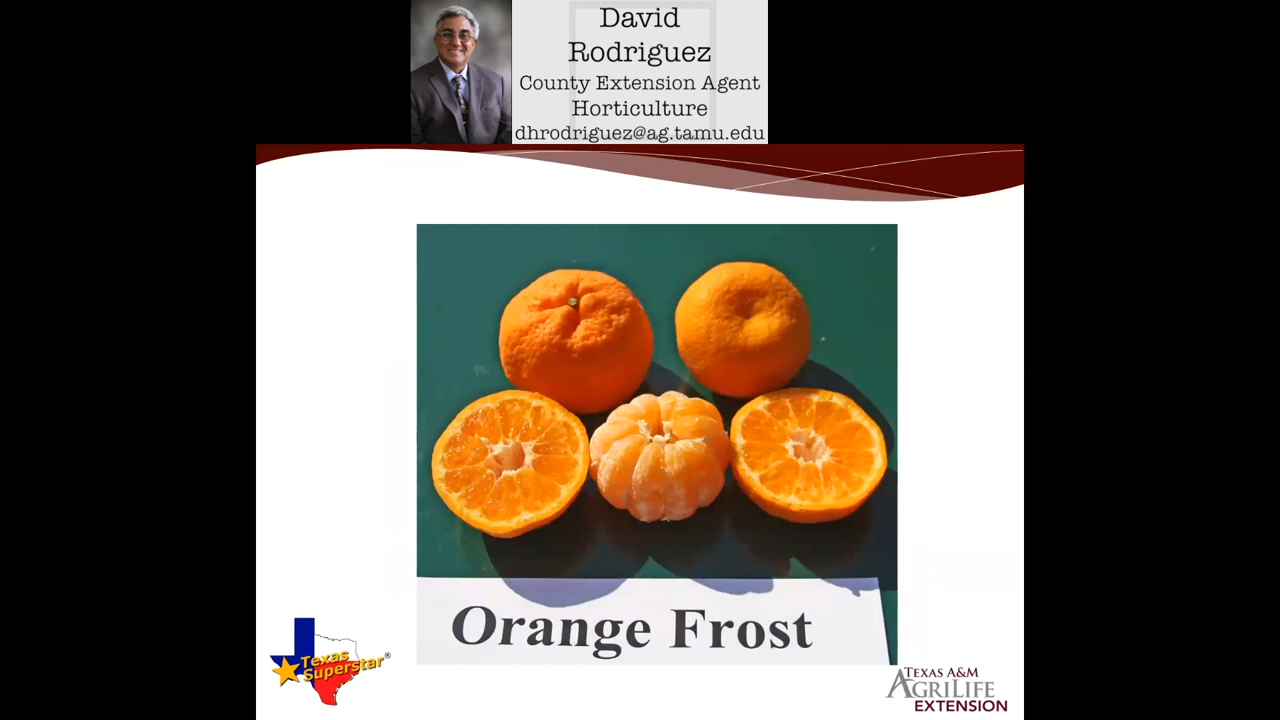 David
Rodriguez
County Extension Agent
Horticulture
dhrodriguez@ag.tamu.edu
Orange Frost
Texas
Superstar®
TEXAS A&M
AGRILIFE
EXTENSION